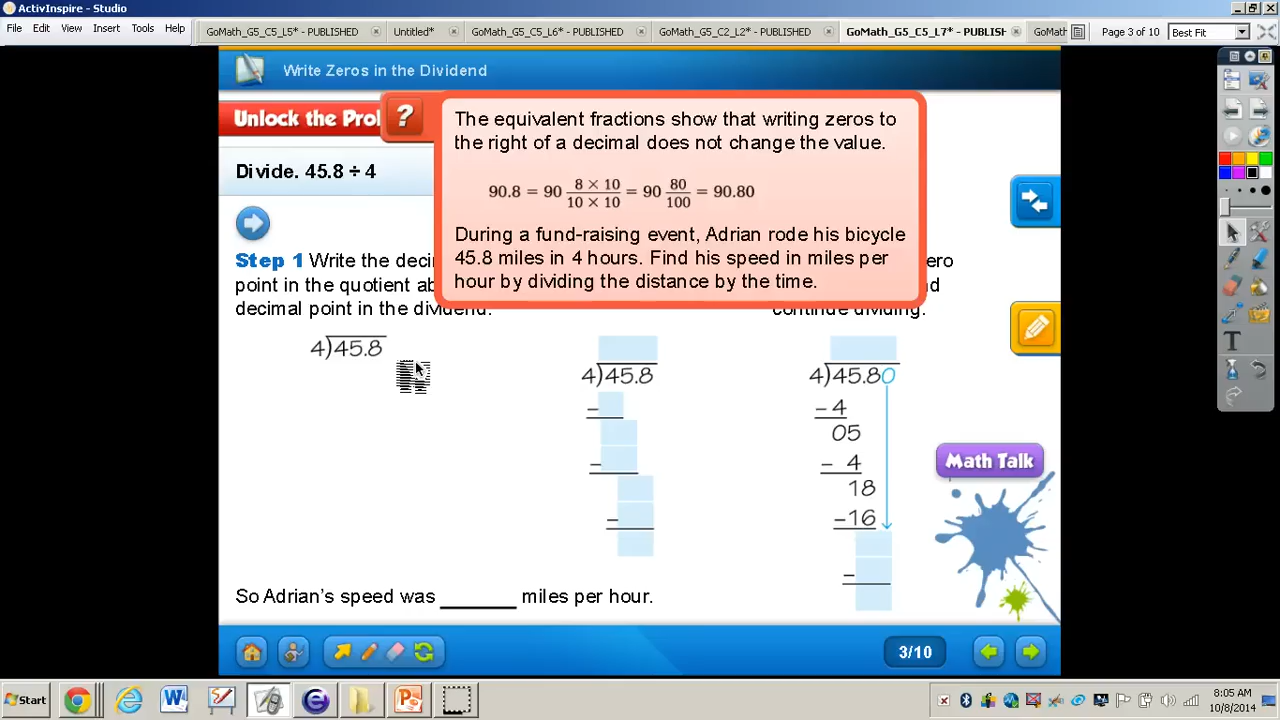 ActivInspire - Studio
File Edit View Insert Tools Help
GoMath_G5_C5_L5* - PUBLISHED
Untitled*
GoMath_G5_C5_L6* - PUBLISHED
GoMath_G5_C2_L2* - PUBLISHED
GoMath_G5_C5_L7* - PUBLISH
GoMath
Page 3 of 10
Best Fit
Write Zeros in the Dividend
Unlock the Pro
?
The equivalent fractions show that writing zeros to
the right of a decimal does not change the value.
90.8 = 90 8 × 10 / 10 × 10 = 90 80 / 100 = 90.80
During a fund-raising event, Adrian rode his bicycle
45.8 miles in 4 hours. Find his speed in miles per
hour by dividing the distance by the time.
Divide. 45.8 ÷ 4
Step 1 Write the deci
point in the quotient ab
decimal point in the dividend.
4)45.8
4)45.8
−
−
−
continue dividing.
4)45.80
− 4
05
− 4
18
−16
−
Math Talk
So Adrian's speed was ________ miles per hour.
3/10
T
Start
8:05 AM
10/8/2014